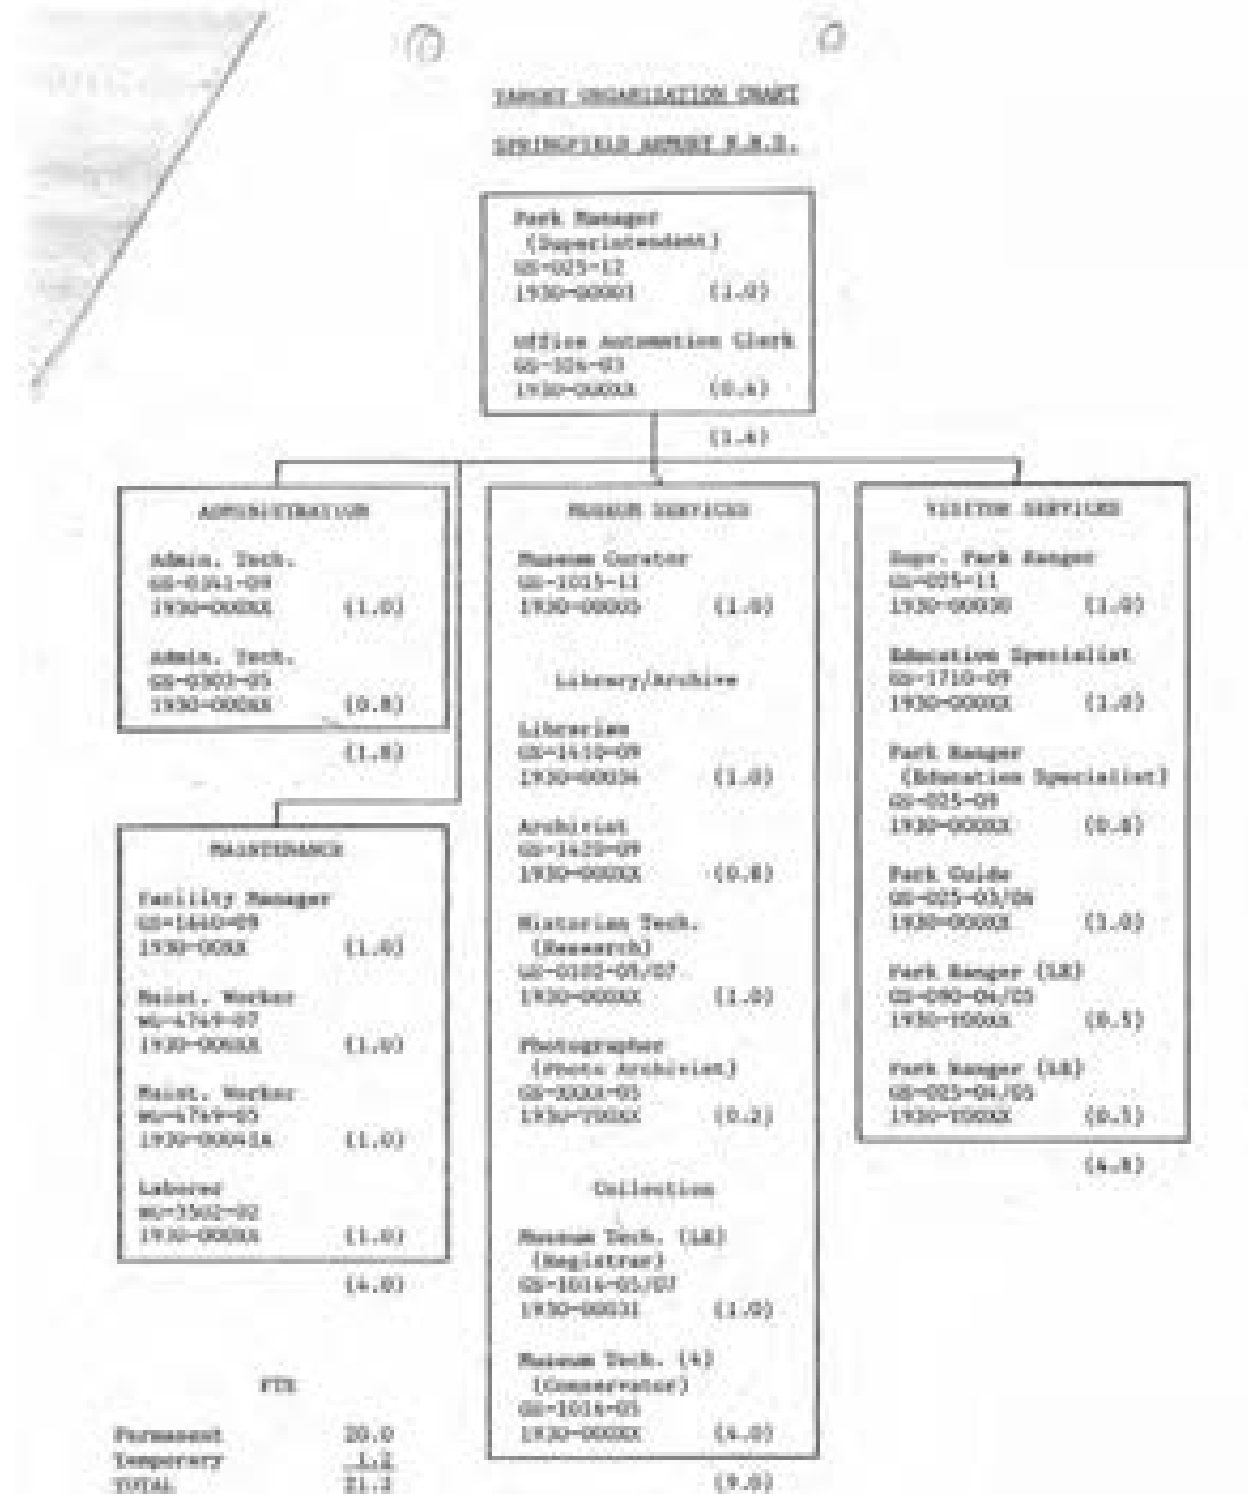 TARGET ORGANIZATION CHART
SPRINGFIELD ARMORY N.H.S.
Park Manager
(Superintendent)
GS-025-12
1930-00001 (1.0)
Office Automation Clerk
GS-326-03
1930-000XX (0.4)
(1.4)
ADMINISTRATION
Admin. Tech.
GS-0341-09
1930-000XX (1.0)
Admin. Tech.
GS-0303-05
1930-000XX (0.8)
(1.8)
MAINTENANCE
Facility Manager
GS-1640-09
1930-00XX (1.0)
Maint. Worker
WG-4749-07
1930-000XX (1.0)
Maint. Worker
WG-4749-05
(1.0)
Laborer
WG-3502-02
1930-000XX (1.0)
(4.0)
FTE
Permanent 20.0
Temporary 1.2
TOTAL 21.2
MUSEUM SERVICES
Museum Curator
GS-1015-11
1930-00005 (1.0)
Library/Archive
Librarian
GS-1410-09
1930-00034 (1.0)
Archivist
GS-1420-09
1930-000XX (0.8)
Historian Tech.
(Research)
GS-0102-05/07
1930-000XX (1.0)
Photographer
(Photo Archivist)
GS-XXXX-05
1930-T00XX (0.2)
Collection
Museum Tech.
(Registrar)
GS-1016-05/07
1930-00031 (1.0)
Museum Tech. (4)
(Conservator)
GS-1016-05
1930-000XX (4.0)
(9.0)
VISITOR SERVICES
Supv. Park Ranger
GS-025-11
1930-00030 (1.0)
Education Specialist
GS-1710-09
1930-000XX (1.0)
Park Ranger
(Education Specialist)
GS-025-09
1930-000XX (0.8)
Park Guide
1930-000XX (1.0)
Park Ranger
1930-T00XX (0.5)
Park Ranger
GS-025-04/05
1930-T00XX (0.5)
(4.8)